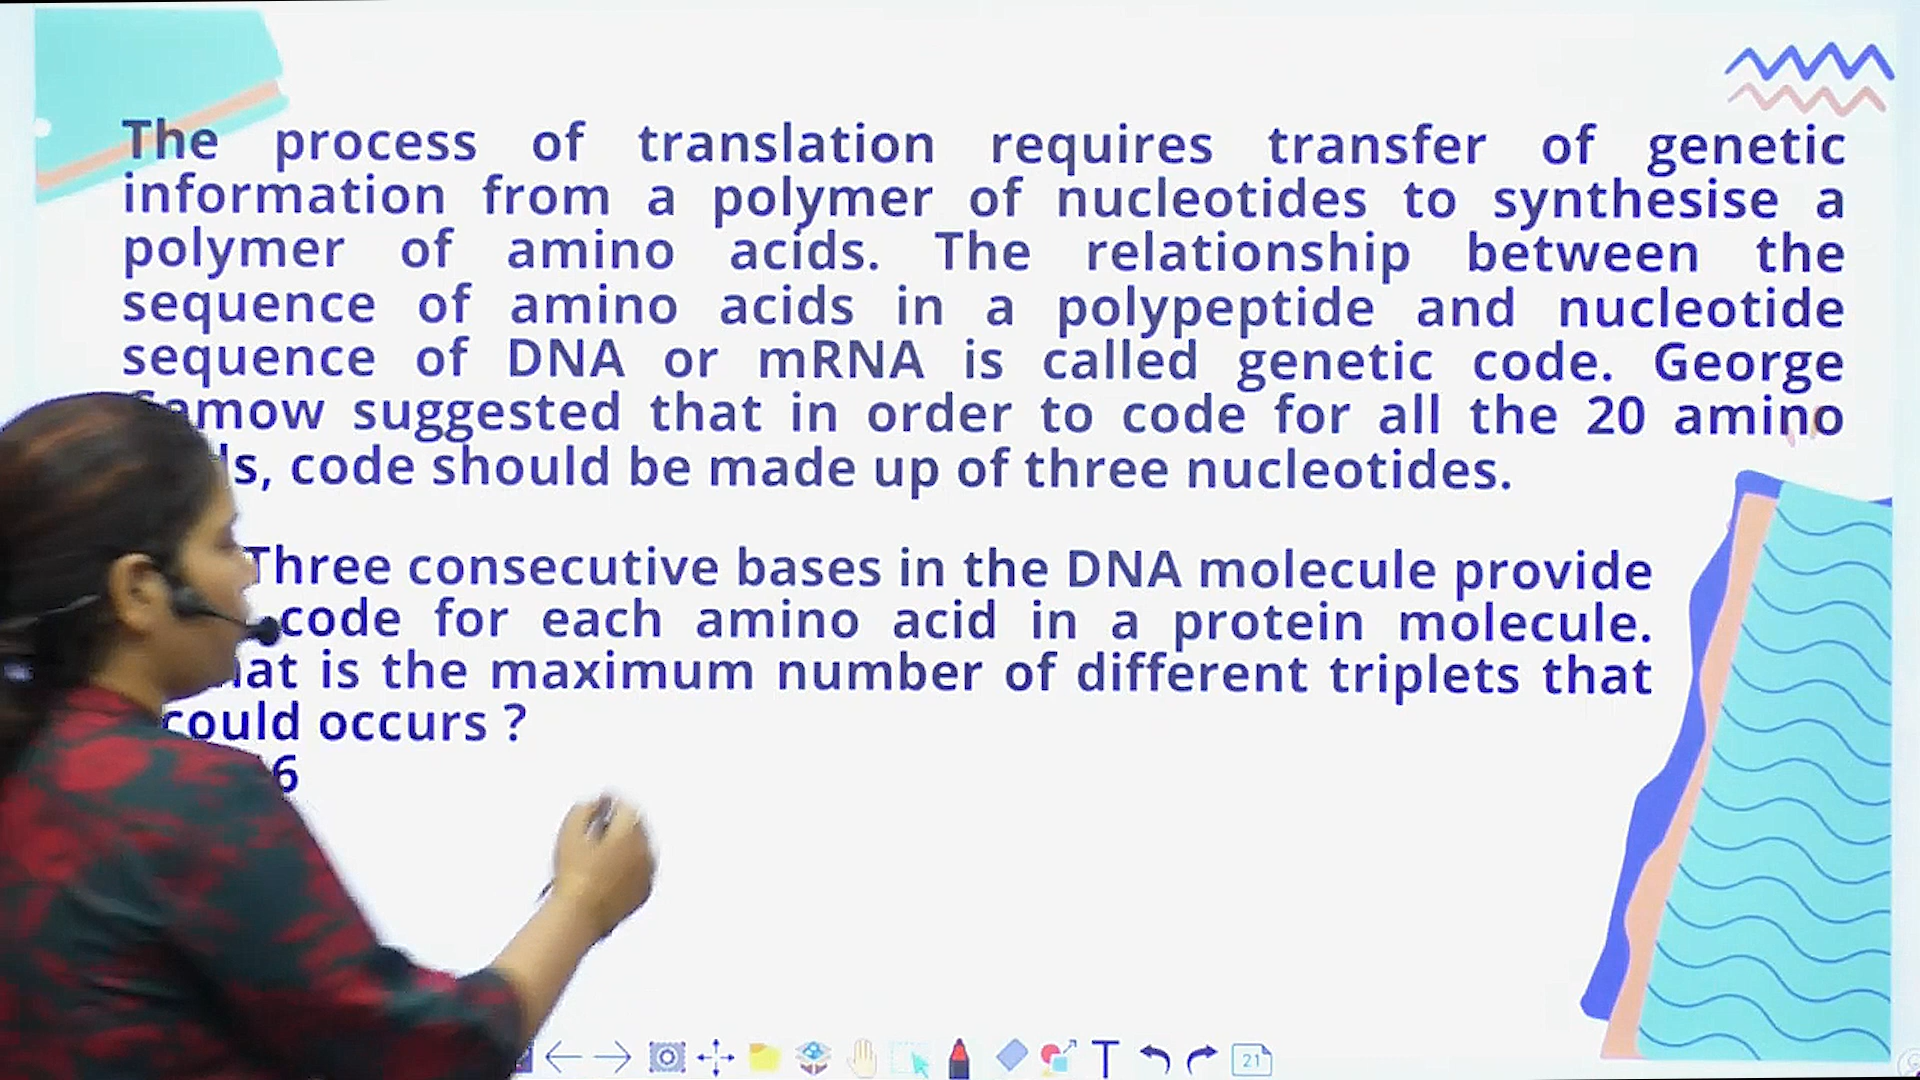 The process of translation requires transfer of genetic
information from a polymer of nucleotides to synthesise a
polymer of amino acids. The relationship between the
sequence of amino acids in a polypeptide and nucleotide
sequence of DNA or mRNA is called genetic code. George
suggested that in order to code for all the 20 amino
code should be made up of three nucleotides.
Three consecutive bases in the DNA molecule provide
code for each amino acid in a protein molecule.
is the maximum number of different triplets that
could occurs ?
6
T
21